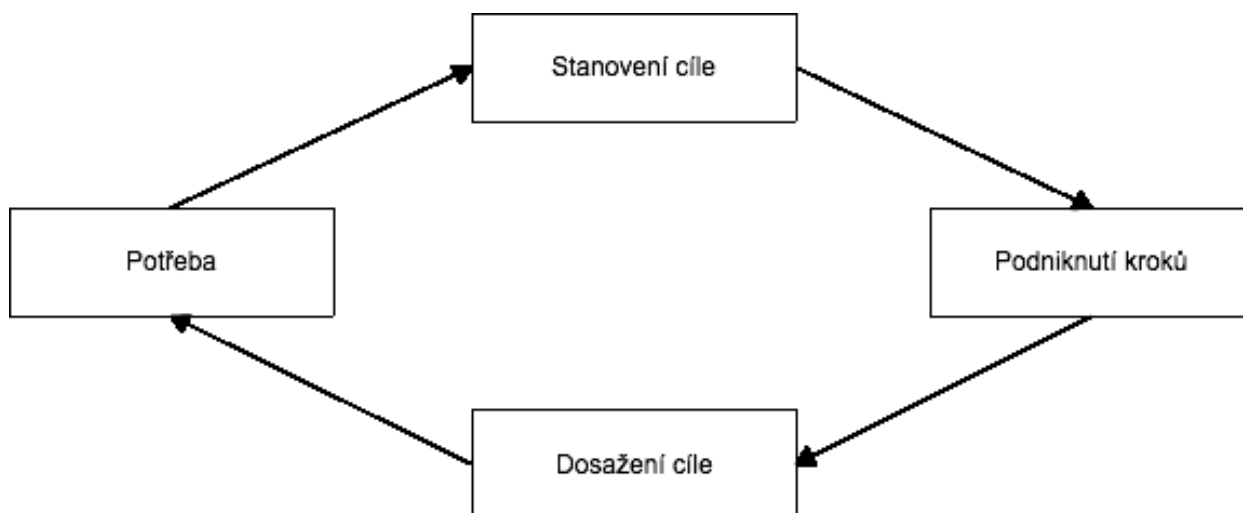 Stanovení cíle
Potřeba
Podniknutí kroků
Dosažení cíle